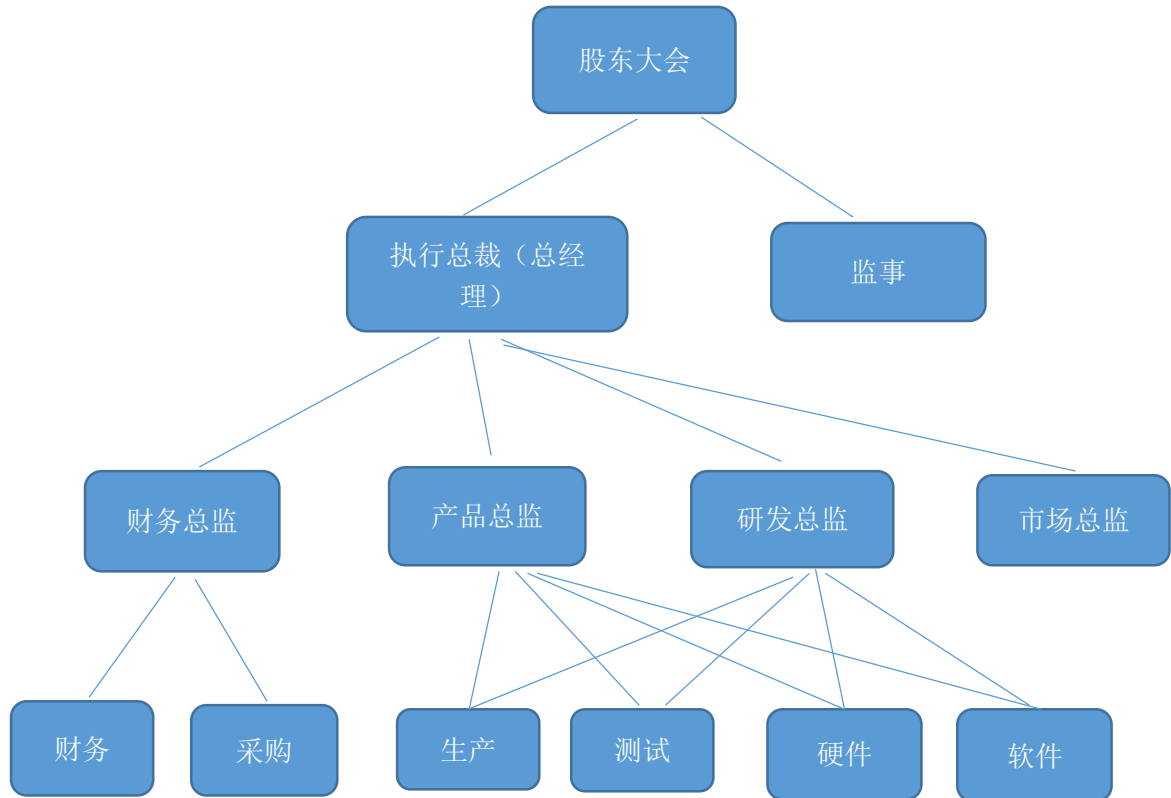 股东大会
执行总裁（总经
理）
监事
财务总监
产品总监
研发总监
市场总监
财务
采购
生产
测试
硬件
软件